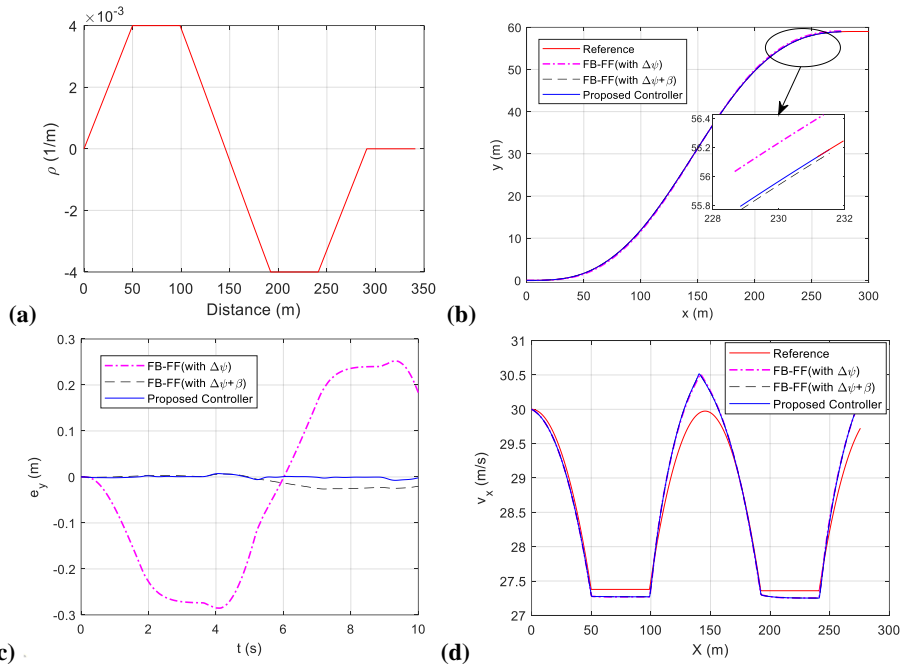 ×10⁻³
4
2
0
-2
-4
ρ (1/m)
0
50
100
150
200
250
300
350
Distance (m)
(a)
60
50
40
30
20
10
0
y (m)
Reference
FB-FF(with Δψ)
FB-FF(with Δψ+β)
Proposed Controller
56.4
56.2
56
55.8
228
230
232
0
50
100
150
200
250
300
x (m)
(b)
0.3
0.2
0.1
0
-0.1
-0.2
-0.3
e_y (m)
FB-FF(with Δψ)
FB-FF(with Δψ+β)
Proposed Controller
0
2
4
6
8
10
t (s)
c)
31
30.5
30
29.5
29
28.5
28
27.5
27
v_x (m/s)
Reference
FB-FF(with Δψ)
FB-FF(with Δψ+β)
Proposed Controller
0
50
100
150
200
250
300
X (m)
(d)